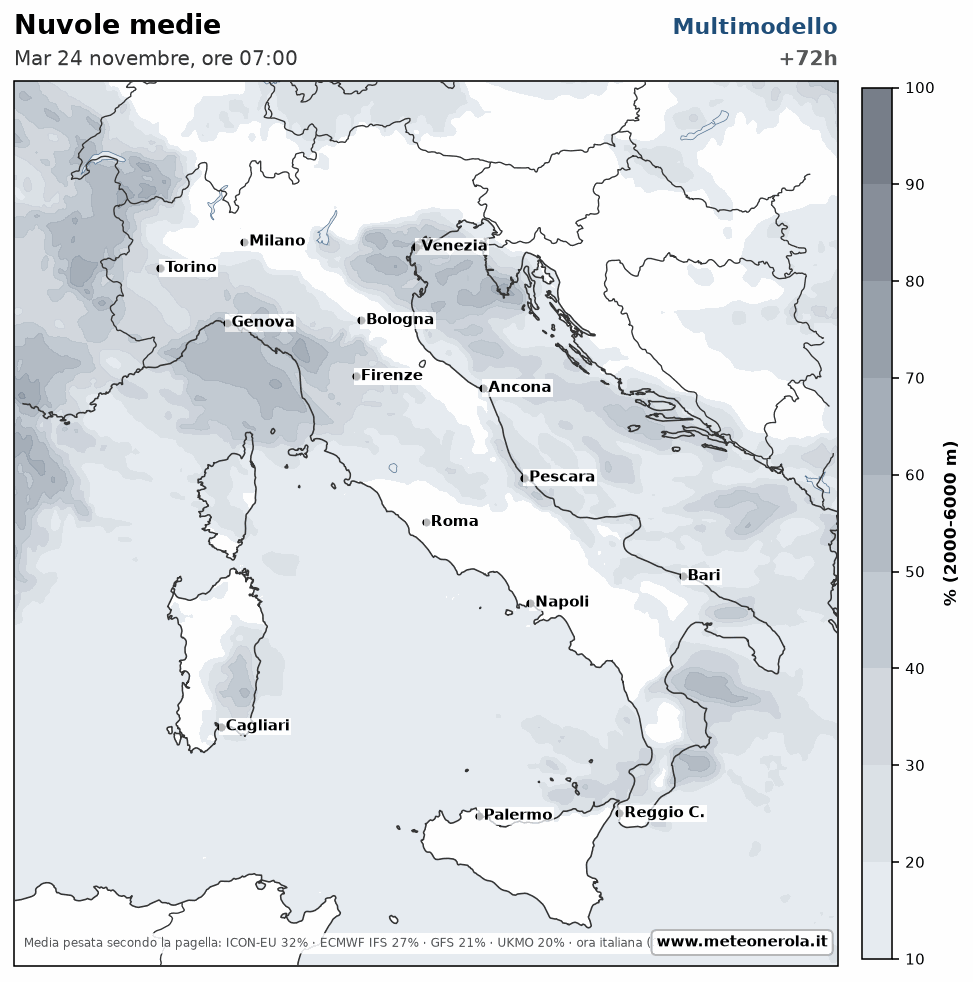 Nuvole medie
Multimodello
Mar 24 novembre, ore 07:00
+72h
100
90
80
70
60
50
40
30
20
10
% (2000-6000 m)
Milano
Venezia
Torino
Genova
Bologna
Firenze
Ancona
Pescara
Roma
Bari
Napoli
Cagliari
Palermo
Reggio C.
Media pesata secondo la pagella: ICON-EU 32% · ECMWF IFS 27% · GFS 21% · UKMO 20% · ora italiana (
www.meteonerola.it